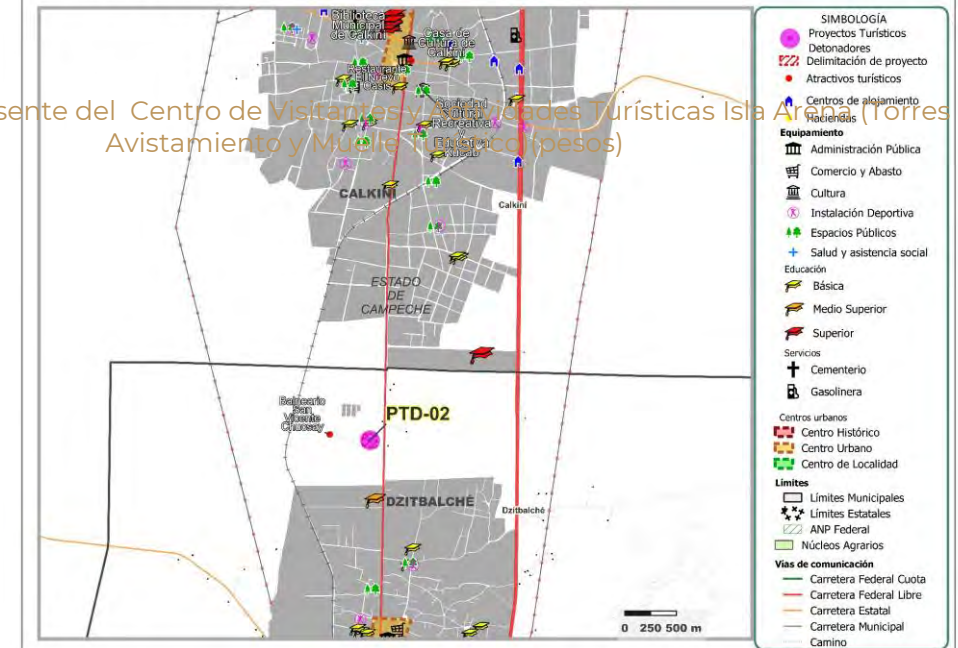 Biblioteca
Municipal
de Calkiní
Casa de
Cultura de
Calkiní
Restaurante
Oasis
Sociedad
Cultural
Recreativa
y
Educativa
sente del Centro de Visitantes y Turísticas Isla Arena (Torres
Avistamiento y Muelle (pesos)
CALKINÍ
Calkiní
ESTADO
DE
CAMPECHE
Balneario
San
Vicente
Chuosay
PTD-02
DZITBALCHÉ
Dzitbalché
0 250 500 m
SIMBOLOGÍA
Proyectos Turísticos
Detonadores
Delimitación de proyecto
Atractivos turísticos
Centros de alojamiento
Haciendas
Equipamiento
Administración Pública
Comercio y Abasto
Cultura
Instalación Deportiva
Espacios Públicos
Salud y asistencia social
Educación
Básica
Medio Superior
Superior
Servicios
Cementerio
Gasolinera
Centros urbanos
Centro Histórico
Centro Urbano
Centro de Localidad
Límites
Límites Municipales
Límites Estatales
ANP Federal
Núcleos Agrarios
Vías de comunicación
Carretera Federal Cuota
Carretera Federal Libre
Carretera Estatal
Carretera Municipal
Camino